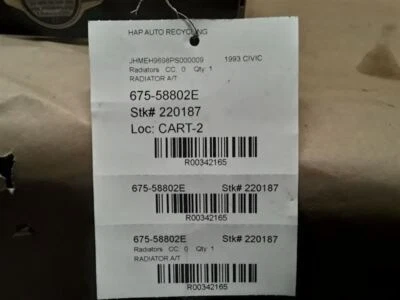 HAP AUTO RECYCLING
JHMEH9698PS000009 1993 CIVIC
Radiators CC: 0 Qty 1
RADIATOR A/T
675-58802E
Stk# 220187
Loc: CART-2
R00342165
675-58802E Stk# 220187
R00342165
675-58802E Stk# 220187
Radiators CC: 0 Qty 1
RADIATOR A/T
R00342165